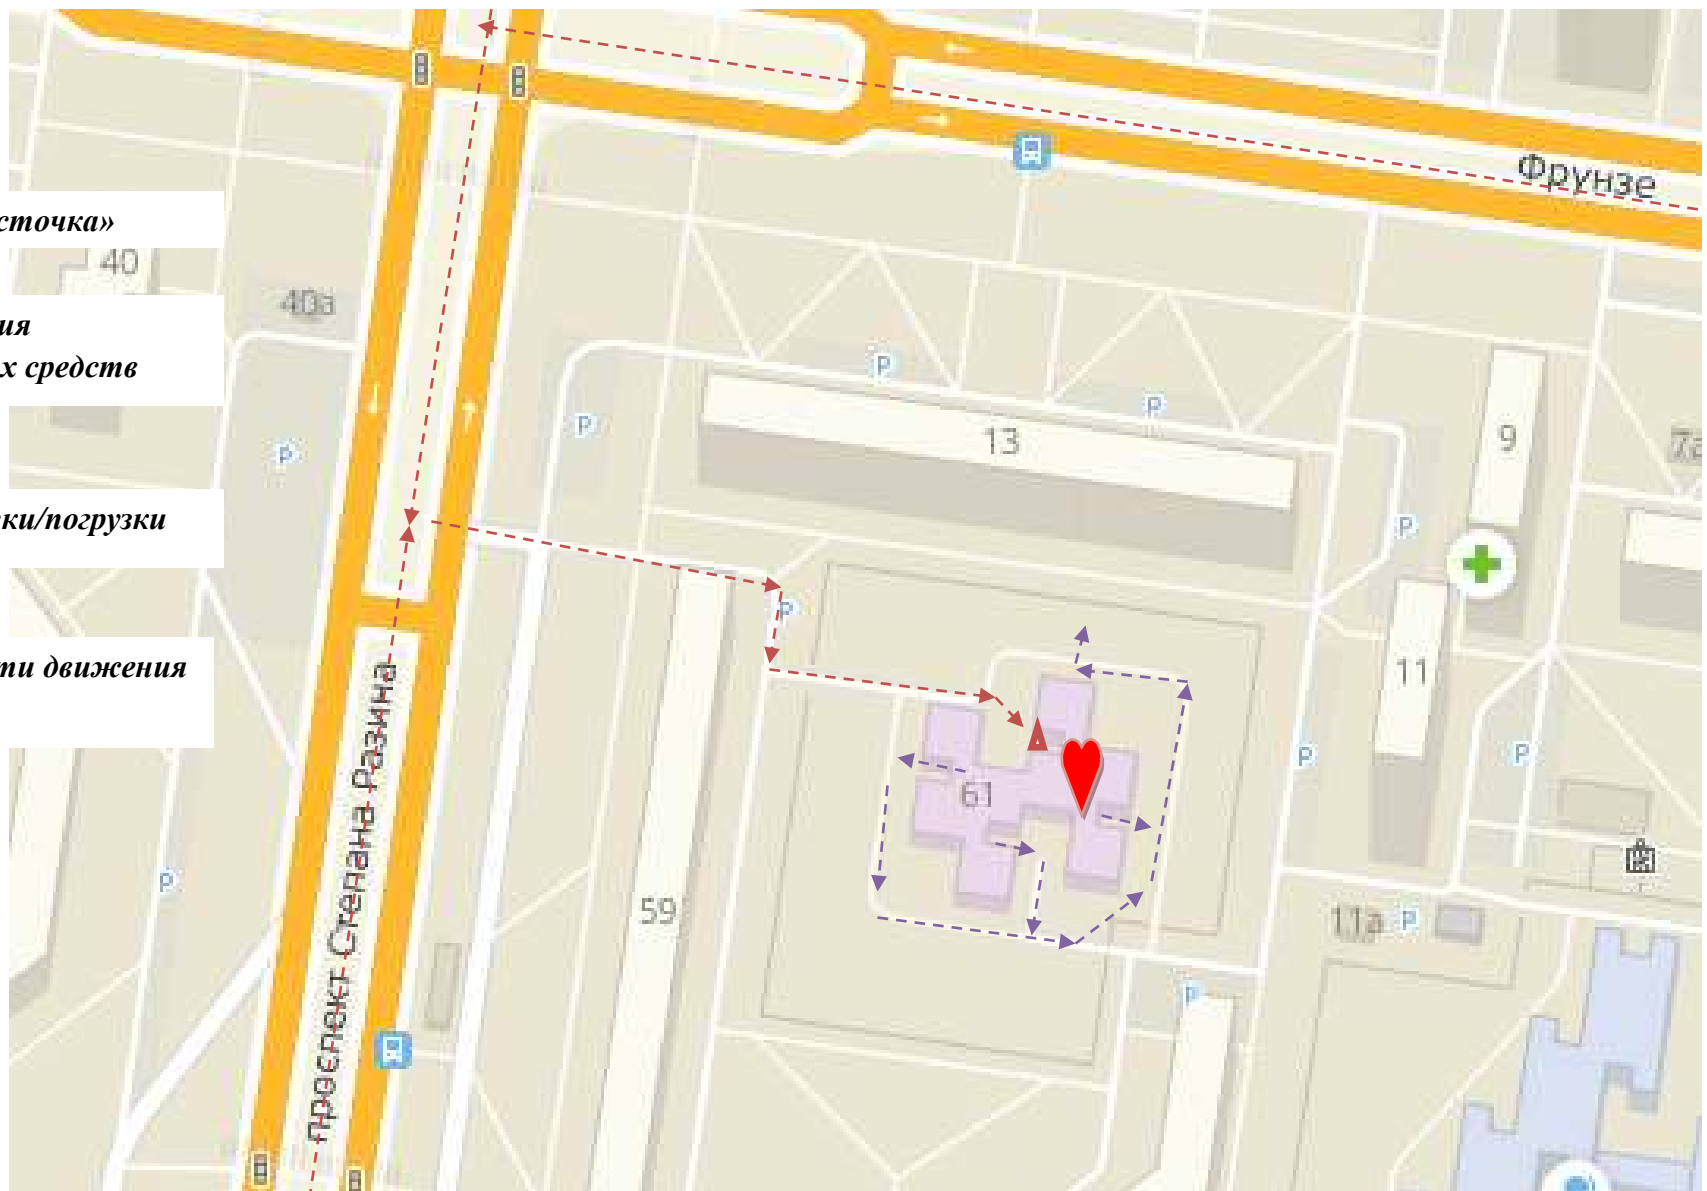 Фрунзе
сточка»
40
40а
ия
х средств
P
P
P
P
13
9
7а
P
ки/погрузки
P
P
ти движения
11
проспект Степана Разина
61
P
P
P
59
11а
P
P